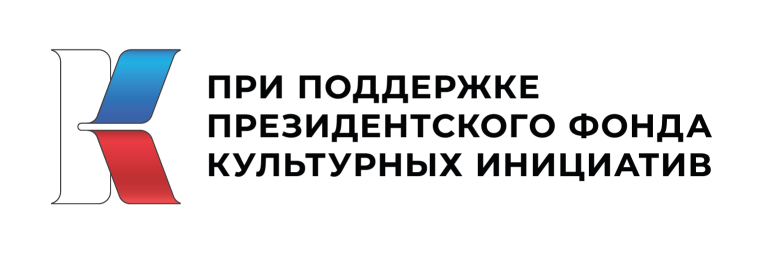 ПРИ ПОДДЕРЖКЕ
ПРЕЗИДЕНТСКОГО ФОНДА
КУЛЬТУРНЫХ ИНИЦИАТИВ